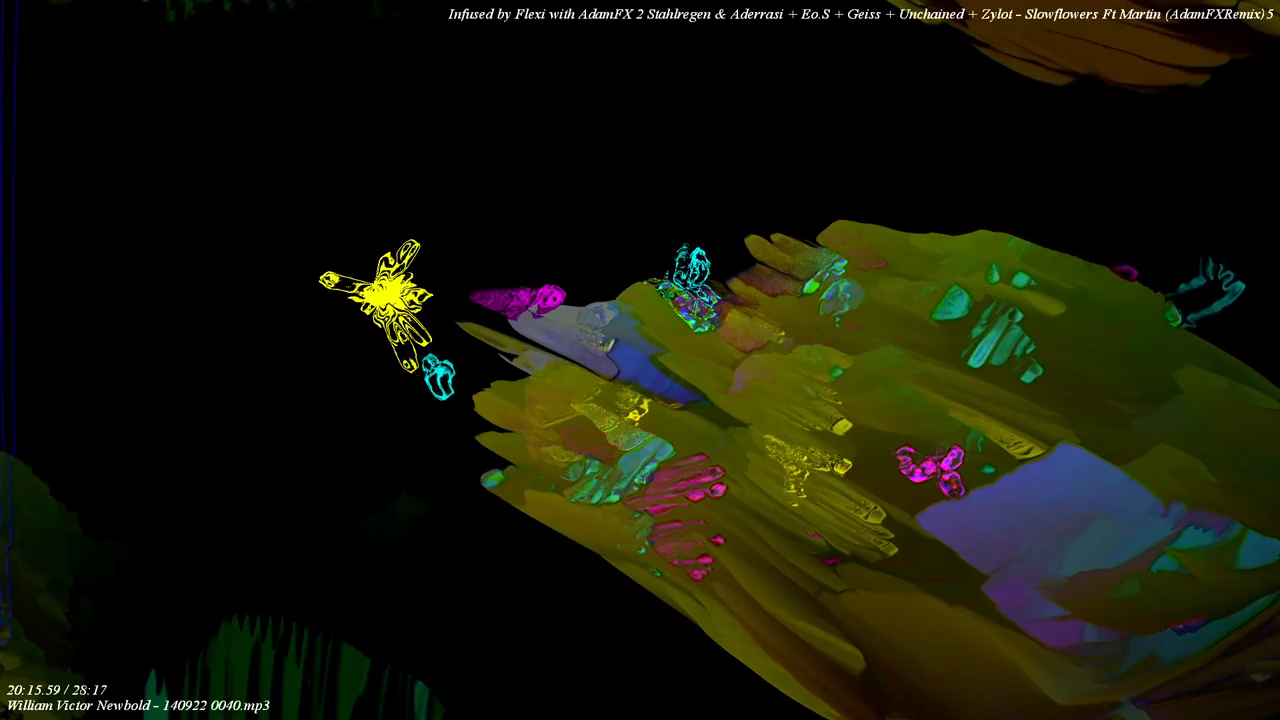 Infused by Flexi with AdamFX 2 Stahlregen & Aderrasi + Eo.S + Geiss + Unchained + Zylot - Slowflowers Ft Martin (AdamFXRemix) 5
20:15.59 / 28:17
William Victor Newbold - 140922 0040.mp3